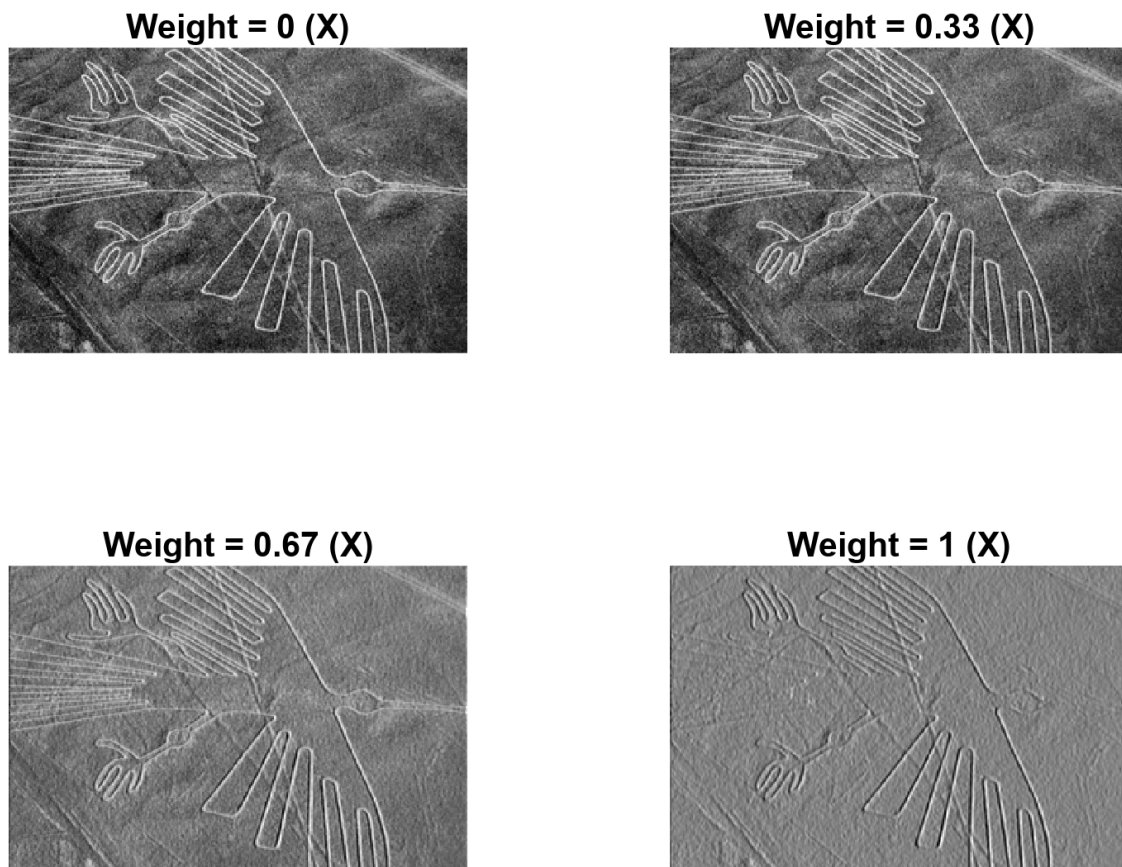 Weight = 0 (X)
Weight = 0.33 (X)
Weight = 0.67 (X)
Weight = 1 (X)